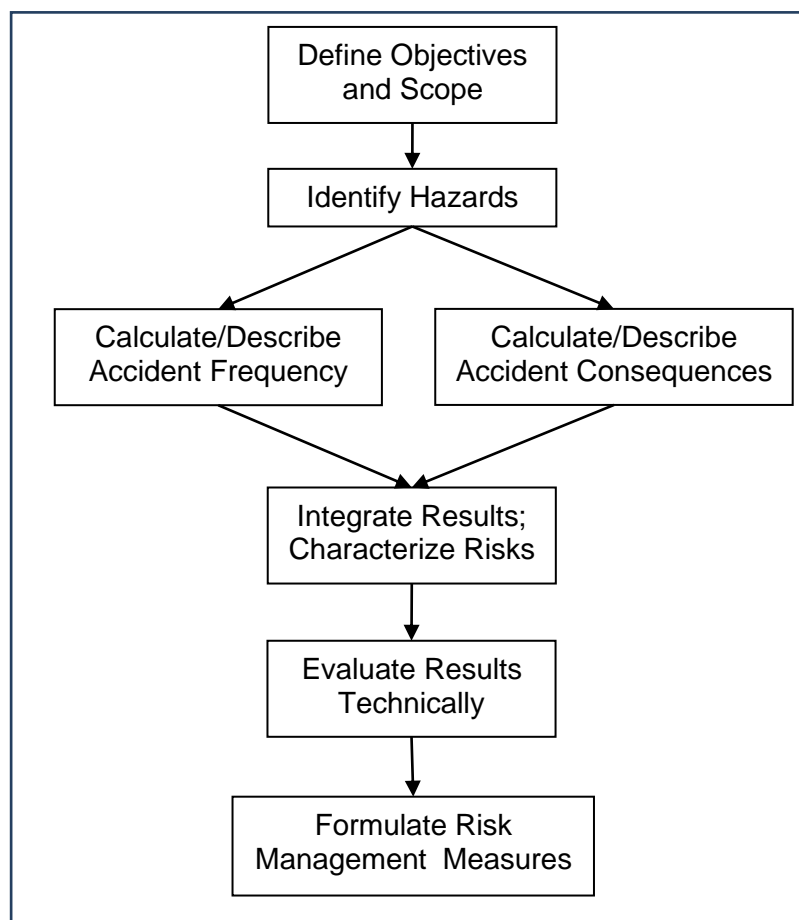 Define Objectives
and Scope
Identify Hazards
Calculate/Describe
Accident Frequency
Calculate/Describe
Accident Consequences
Integrate Results;
Characterize Risks
Evaluate Results
Technically
Formulate Risk
Management  Measures